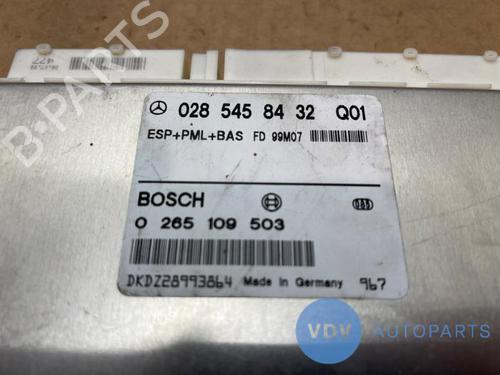 477
028 545 84 32 Q01
ESP+PML+BAS FD 99M07
BOSCH
0 265 109 503
DKDZ28993864 Made in Germany 967
VDV AUTOPARTS